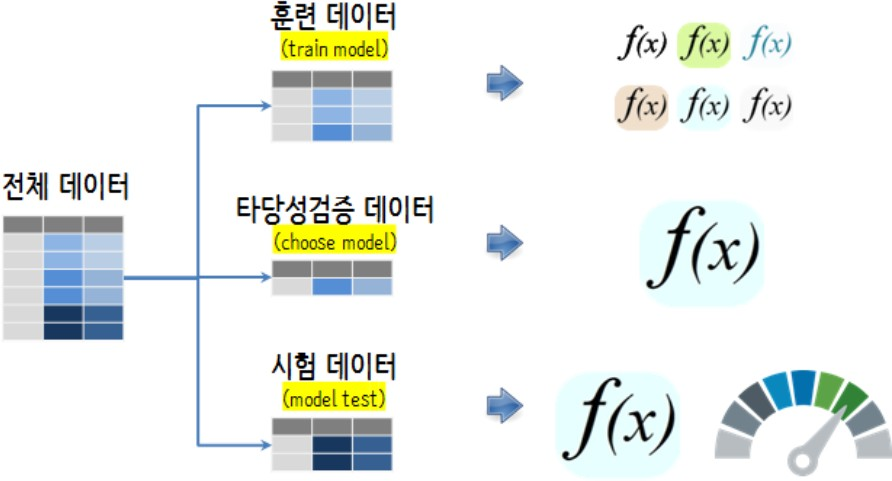 훈련 데이터
(train model)
f(x) f(x) f(x)
f(x) f(x) f(x)
전체 데이터
타당성검증 데이터
(choose model)
f(x)
시험 데이터
(model test)
f(x)